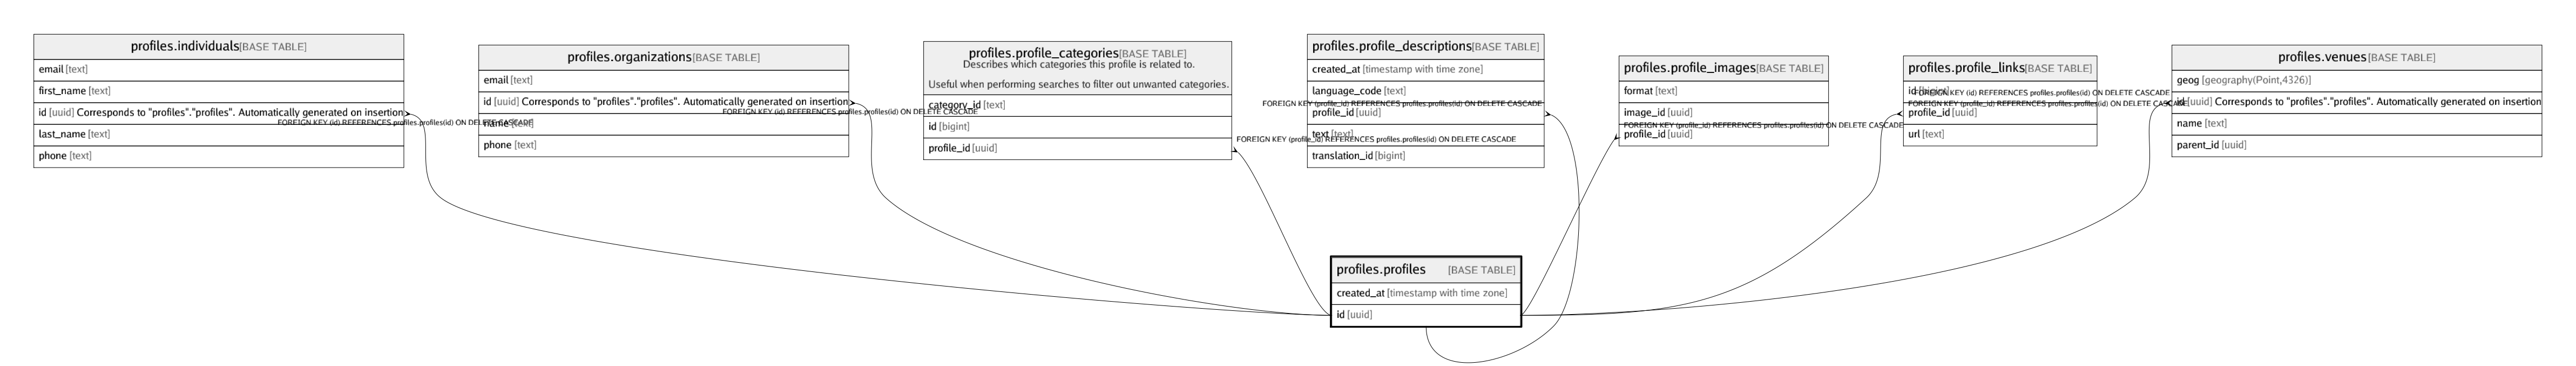 profiles.individuals [BASE TABLE]
email [text]
first_name [text]
id [uuid] Corresponds to "profiles"."profiles". Automatically generated on insertion
last_name [text]
phone [text]
FOREIGN KEY (id) REFERENCES profiles.profiles(id) ON DELETE CASCADE
profiles.organizations [BASE TABLE]
email [text]
id [uuid] Corresponds to "profiles"."profiles". Automatically generated on insertion
name [text]
phone [text]
FOREIGN KEY (id) REFERENCES profiles.profiles(id) ON DELETE CASCADE
profiles.profile_categories [BASE TABLE]
Describes which categories this profile is related to.
Useful when performing searches to filter out unwanted categories.
category_id [text]
id [bigint]
profile_id [uuid]
FOREIGN KEY (profile_id) REFERENCES profiles.profiles(id) ON DELETE CASCADE
profiles.profile_descriptions [BASE TABLE]
created_at [timestamp with time zone]
language_code [text]
profile_id [uuid]
text [text]
translation_id [bigint]
FOREIGN KEY (profile_id) REFERENCES profiles.profiles(id) ON DELETE CASCADE
profiles.profile_images [BASE TABLE]
format [text]
image_id [uuid]
profile_id [uuid]
FOREIGN KEY (profile_id) REFERENCES profiles.profiles(id) ON DELETE CASCADE
profiles.profile_links [BASE TABLE]
id [bigint]
profile_id [uuid]
url [text]
FOREIGN KEY (profile_id) REFERENCES profiles.profiles(id) ON DELETE CASCADE
profiles.venues [BASE TABLE]
geog [geography(Point,4326)]
id [uuid] Corresponds to "profiles"."profiles". Automatically generated on insertion
name [text]
parent_id [uuid]
FOREIGN KEY (id) REFERENCES profiles.profiles(id) ON DELETE CASCADE
profiles.profiles [BASE TABLE]
created_at [timestamp with time zone]
id [uuid]